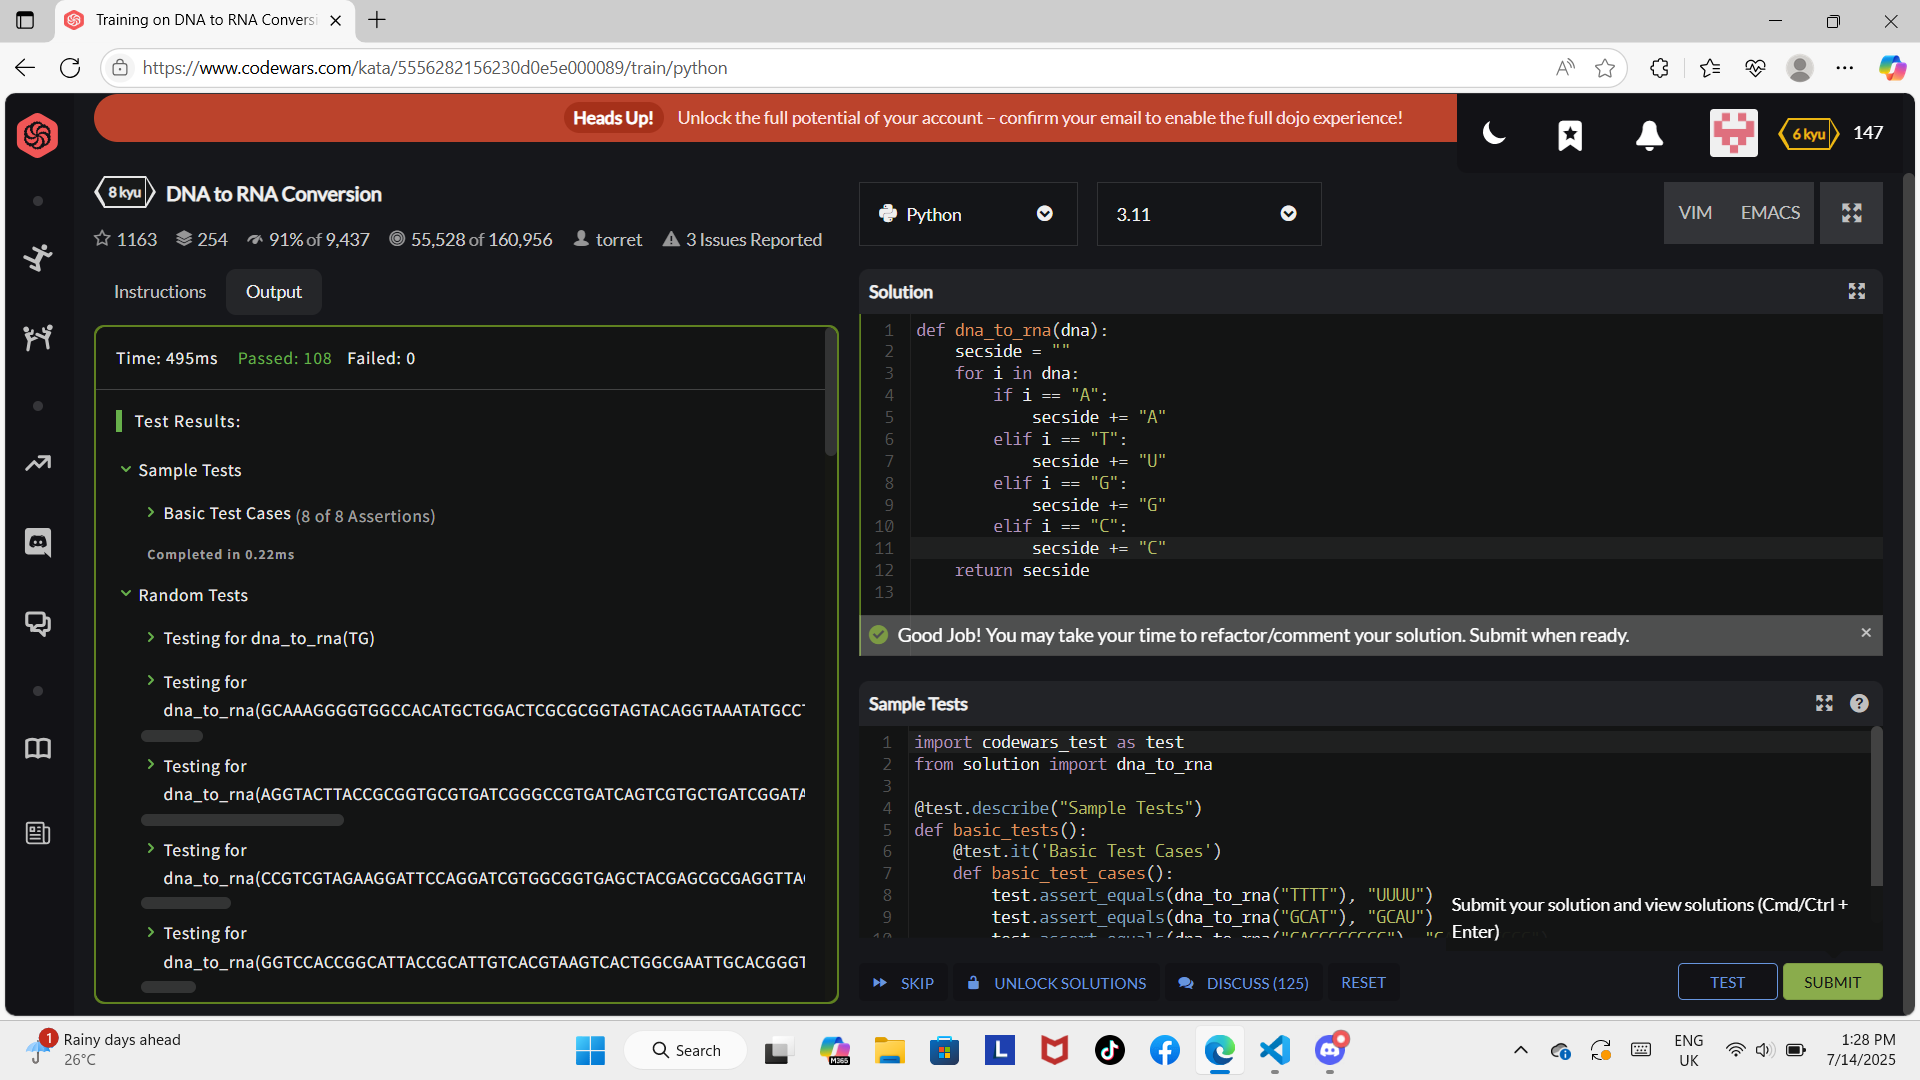 Training on DNA to RNA Conversi
https://www.codewars.com/kata/5556282156230d0e5e000089/train/python
Heads Up! Unlock the full potential of your account – confirm your email to enable the full dojo experience!
6 kyu 147
8 kyu DNA to RNA Conversion
1163 254 91% of 9,437 55,528 of 160,956 torret 3 Issues Reported
Python 3.11 VIM EMACS
Instructions Output
Time: 495ms Passed: 108 Failed: 0
Test Results:
Sample Tests
Basic Test Cases (8 of 8 Assertions)
Completed in 0.22ms
Random Tests
Testing for dna_to_rna(TG)
Testing for
dna_to_rna(GCAAAGGGGTGGCCACATGCTGGACTCGCGCGGTAGTACAGGTAAATATGCCT
Testing for
dna_to_rna(AGGTACTTACCGCGGTGCGTGATCGGGCCGTGATCAGTCGTGCTGATCGGATA
Testing for
dna_to_rna(CCGTCGTAGAAGGATTCCAGGATCGTGGCGGTGAGCTACGAGCGCGAGGTTA
Testing for
dna_to_rna(GGTCCACCGGCATTACCGCATTGTCACGTAAGTCACTGGCGAATTGCACGGGT
Solution
1 def dna_to_rna(dna):
2 secside = ""
3 for i in dna:
4 if i == "A":
5 secside += "A"
6 elif i == "T":
7 secside += "U"
8 elif i == "G":
9 secside += "G"
10 elif i == "C":
11 secside += "C"
12 return secside
13
Good Job! You may take your time to refactor/comment your solution. Submit when ready.
Sample Tests
1 import codewars_test as test
2 from solution import dna_to_rna
3
4 @test.describe("Sample Tests")
5 def basic_tests():
6 @test.it('Basic Test Cases')
7 def basic_test_cases():
8 test.assert_equals(dna_to_rna("TTTT"), "UUUU")
9 test.assert_equals(dna_to_rna("GCAT"), "GCAU")
Submit your solution and view solutions (Cmd/Ctrl +
Enter)
SKIP UNLOCK SOLUTIONS DISCUSS (125) RESET TEST SUBMIT
1 Rainy days ahead
26°C
Search
M365
L
ENG
UK
1:28 PM
7/14/2025